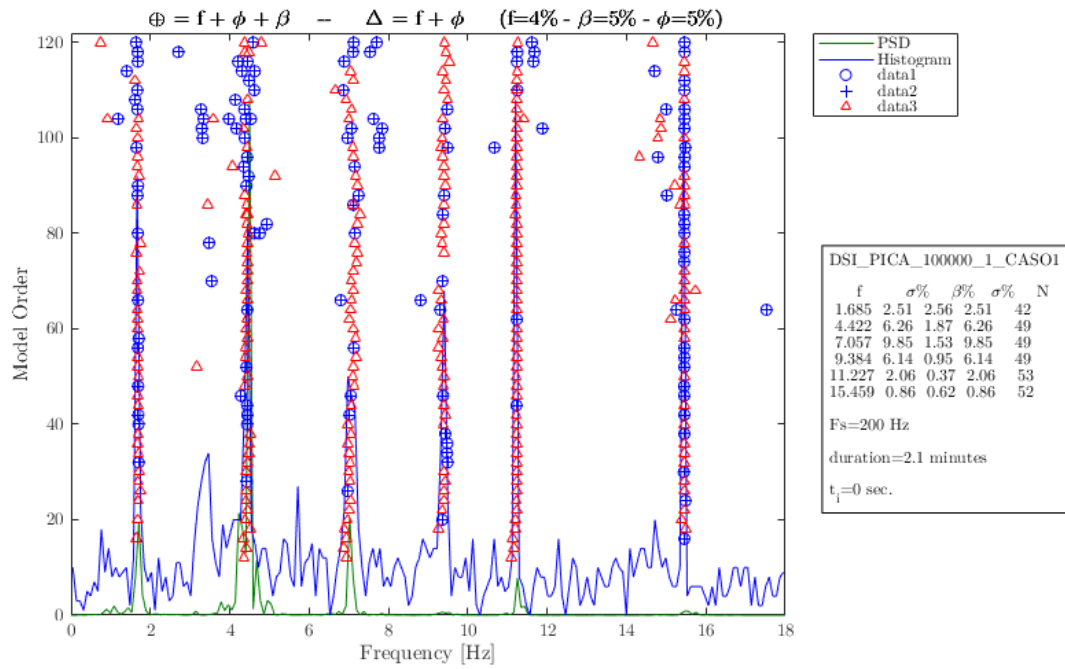 ⊕ = f + ϕ + β -- Δ = f + ϕ (f=4% - β=5% - ϕ=5%)
120
100
80
60
40
20
0
Model Order
0 2 4 6 8 10 12 14 16 18
Frequency [Hz]
PSD
Histogram
data1
data2
data3
DSI_PICA_100000_1_CASO1
f σ% β% σ% N
1.685 2.51 2.56 2.51 42
4.422 6.26 1.87 6.26 49
7.057 9.85 1.53 9.85 49
9.384 6.14 0.95 6.14 49
11.227 2.06 0.37 2.06 53
15.459 0.86 0.62 0.86 52
Fs=200 Hz
duration=2.1 minutes
t_i=0 sec.